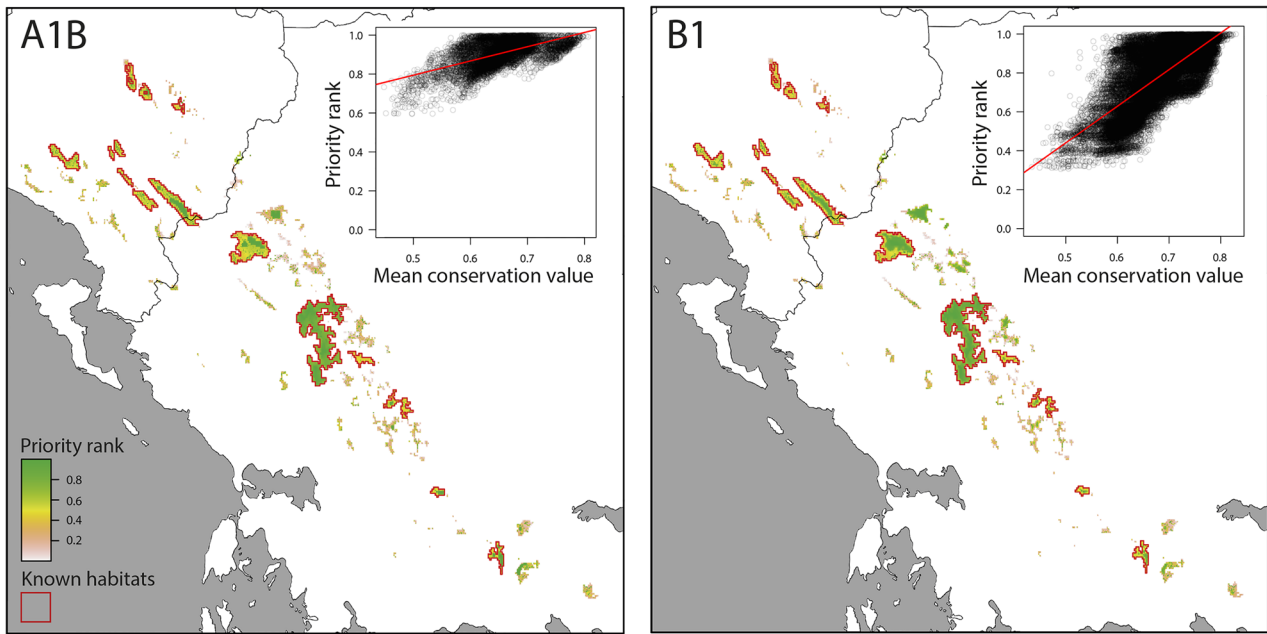 A1B
Priority rank
1.0
0.8
0.6
0.4
0.2
0.0
0.5 0.6 0.7 0.8
Mean conservation value
Priority rank
0.8
0.6
0.4
0.2
Known habitats
B1
Priority rank
1.0
0.8
0.6
0.4
0.2
0.0
0.5 0.6 0.7 0.8
Mean conservation value